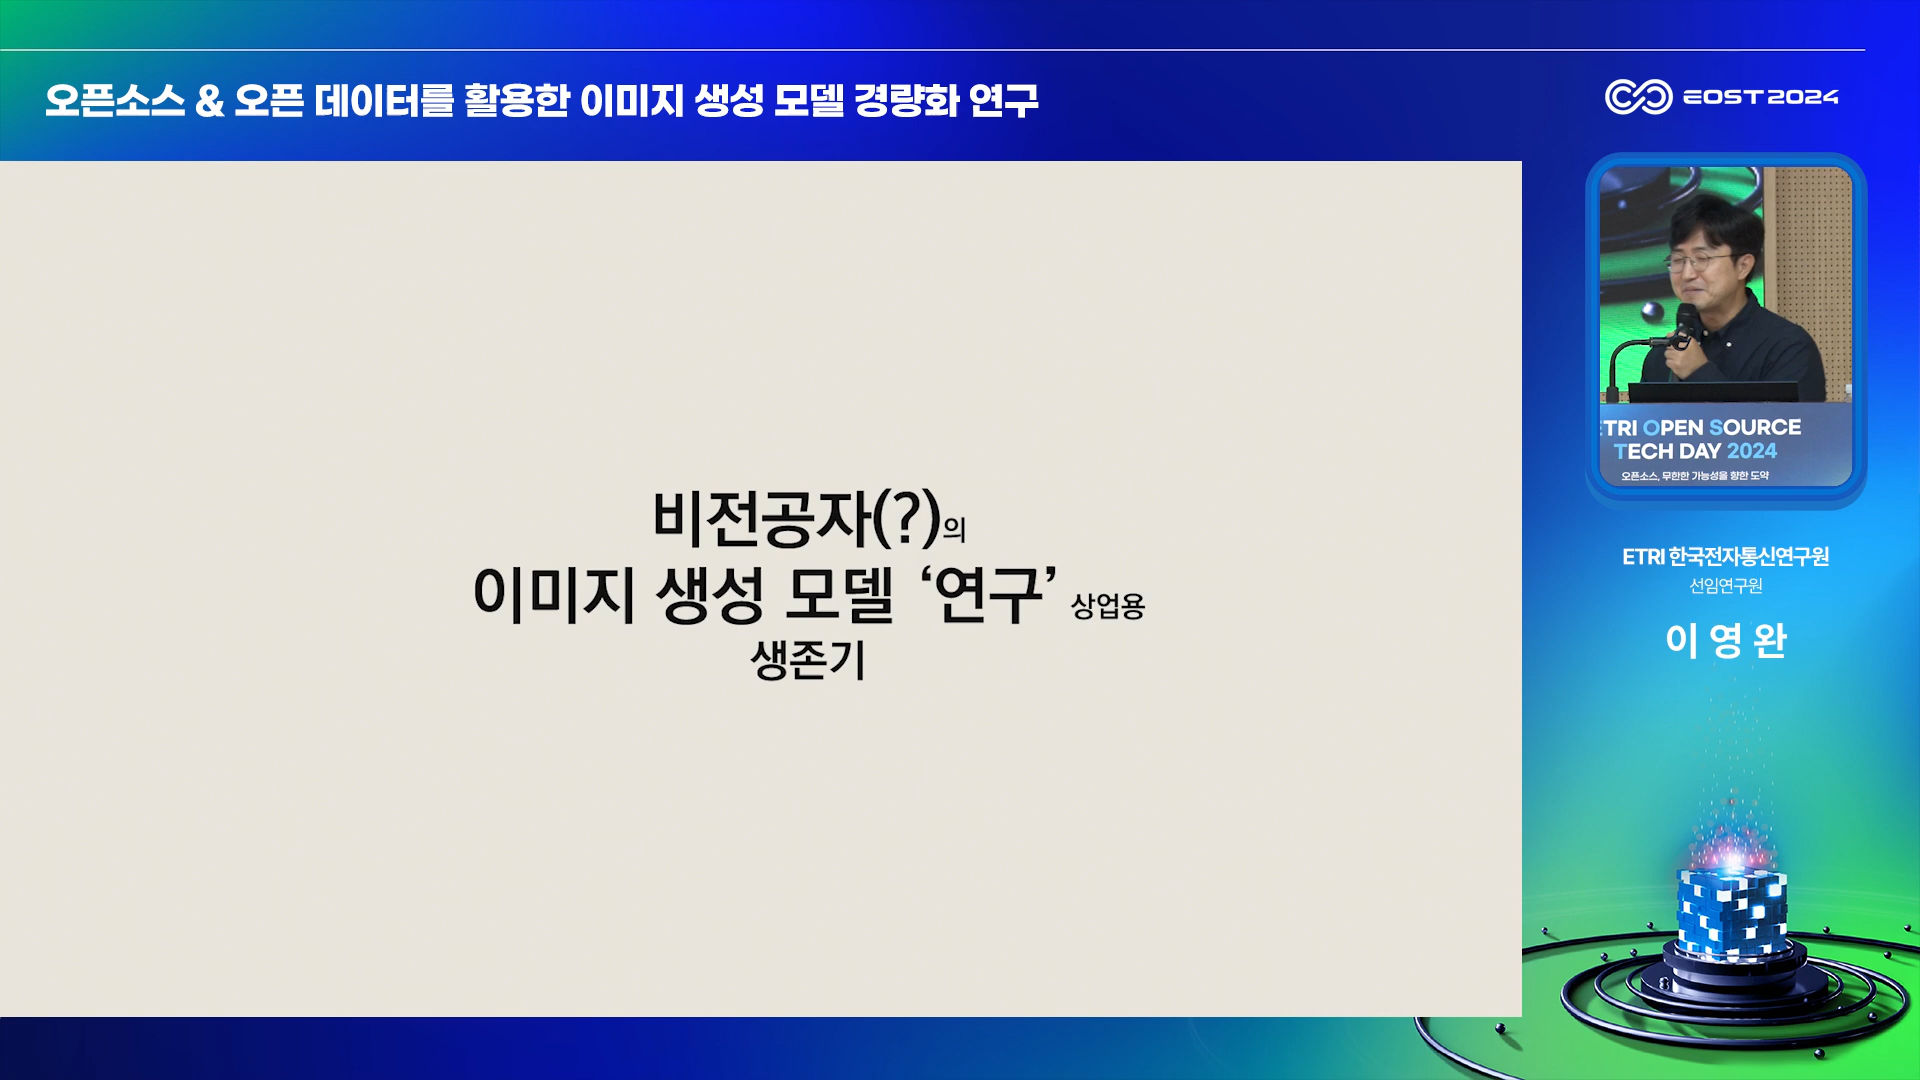 오픈소스 & 오픈 데이터를 활용한 이미지 생성 모델 경량화 연구
EOST 2024
비전공자(?)의
이미지 생성 모델 ‘연구’ 상업용
생존기
ETRI OPEN SOURCE
TECH DAY 2024
오픈소스, 무한한 가능성을 향한 도약
ETRI 한국전자통신연구원
선임연구원
이영완